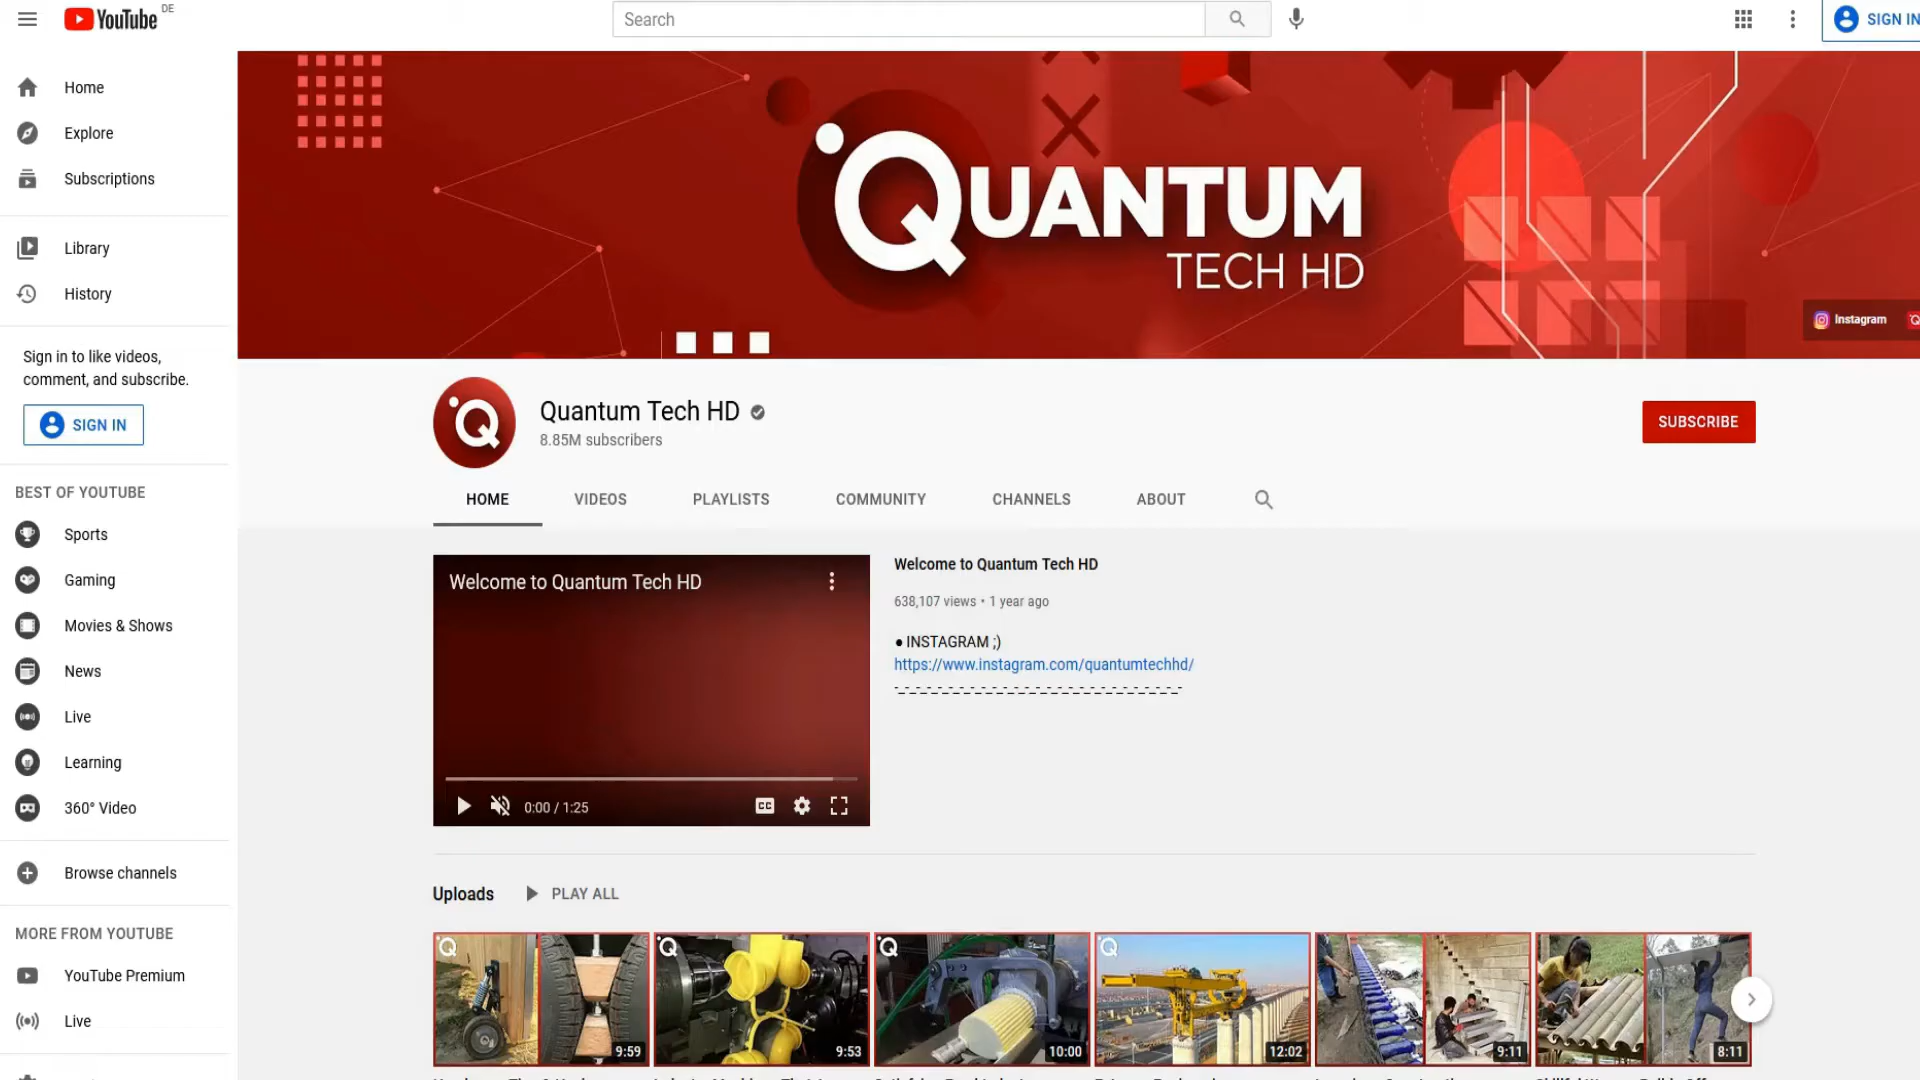 YouTube DE
Search
SIGN IN
Home
Explore
Subscriptions
Library
History
Sign in to like videos,
comment, and subscribe.
SIGN IN
BEST OF YOUTUBE
Sports
Gaming
Movies & Shows
News
Live
Learning
360° Video
Browse channels
MORE FROM YOUTUBE
YouTube Premium
Live
QUANTUM
TECH HD
Instagram
Quantum Tech HD
8.85M subscribers
SUBSCRIBE
HOME VIDEOS PLAYLISTS COMMUNITY CHANNELS ABOUT
Welcome to Quantum Tech HD
0:00 / 1:25
CC
Welcome to Quantum Tech HD
638,107 views • 1 year ago
● INSTAGRAM ;)
https://www.instagram.com/quantumtechhd/
-_-_-_-_-_-_-_-_-_-_-_-_-_-_-_-_-_-_-_-_-_-_-_-_-_-_-
Uploads PLAY ALL
9:59 9:53 10:00 12:02 9:11 8:11